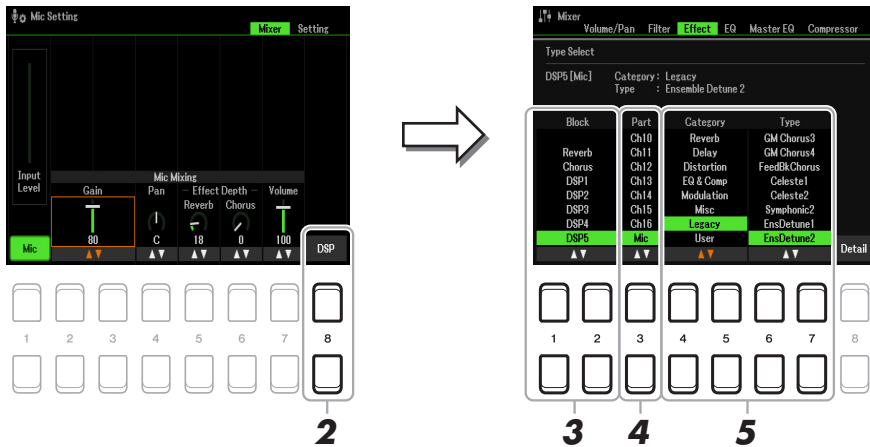 Mic Setting
Mixer Setting
Input Level
Mic Mixing
Gain Pan Effect Depth Volume
Reverb Chorus
80 C 18 0 100
Mic DSP
1 2 3 4 5 6 7 8
2
Mixer
Volume/Pan Filter Effect EQ Master EQ Compressor
Type Select
DSP5 [Mic] Category : Legacy
Type : Ensemble Detune 2
Block Part Category Type
Ch10 Reverb GM Chorus3
Reverb Ch11 Delay GM Chorus4
Chorus Ch12 Distortion FeedBkChorus
DSP1 Ch13 EQ & Comp Celeste1
DSP2 Ch14 Modulation Celeste2
DSP3 Ch15 Misc Symphonic2
DSP4 Ch16 Legacy EnsDetune1
DSP5 Mic User EnsDetune2
Detail
1 2 3 4 5 6 7 8
3 4 5